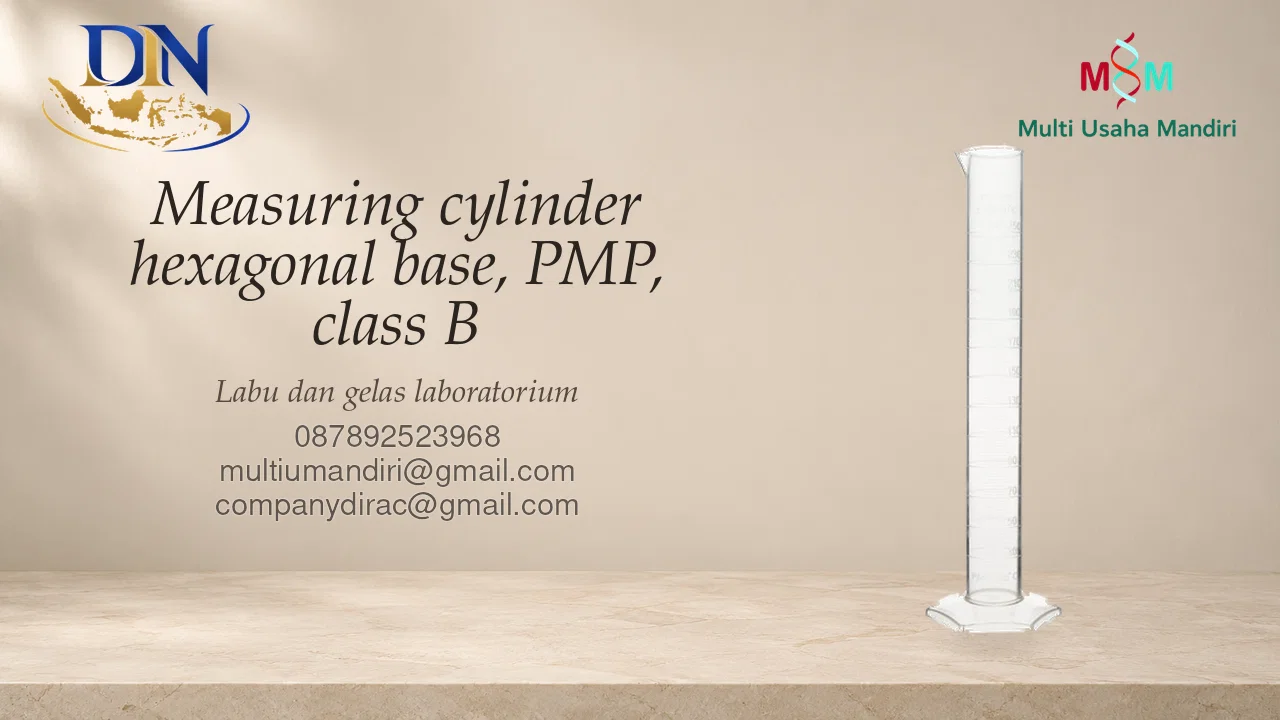 DIN
M M
Multi Usaha Mandiri
Measuring cylinder
hexagonal base, PMP,
class B
Labu dan gelas laboratorium
087892523968
multiumandiri@gmail.com
companydirac@gmail.com